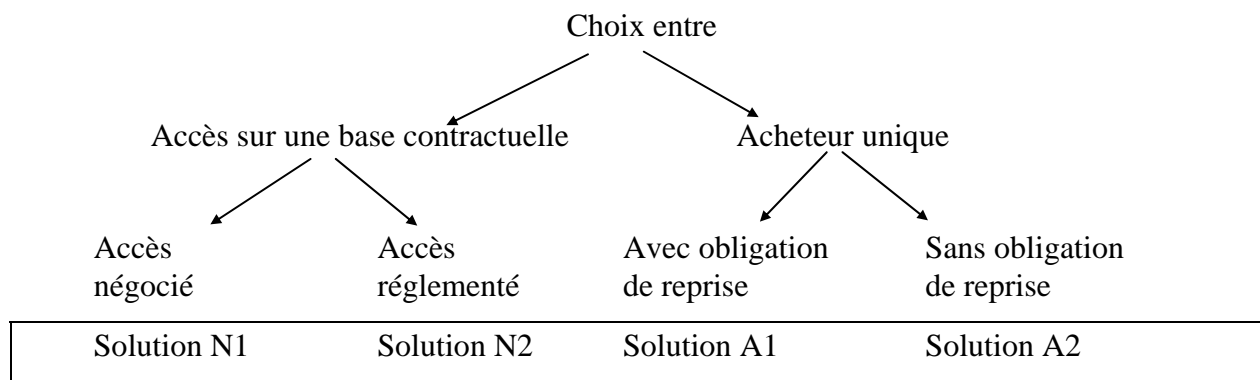 Choix entre
Accès sur une base contractuelle
Acheteur unique
Accès
négocié
Accès
réglementé
Avec obligation
de reprise
Sans obligation
de reprise
Solution N1
Solution N2
Solution A1
Solution A2